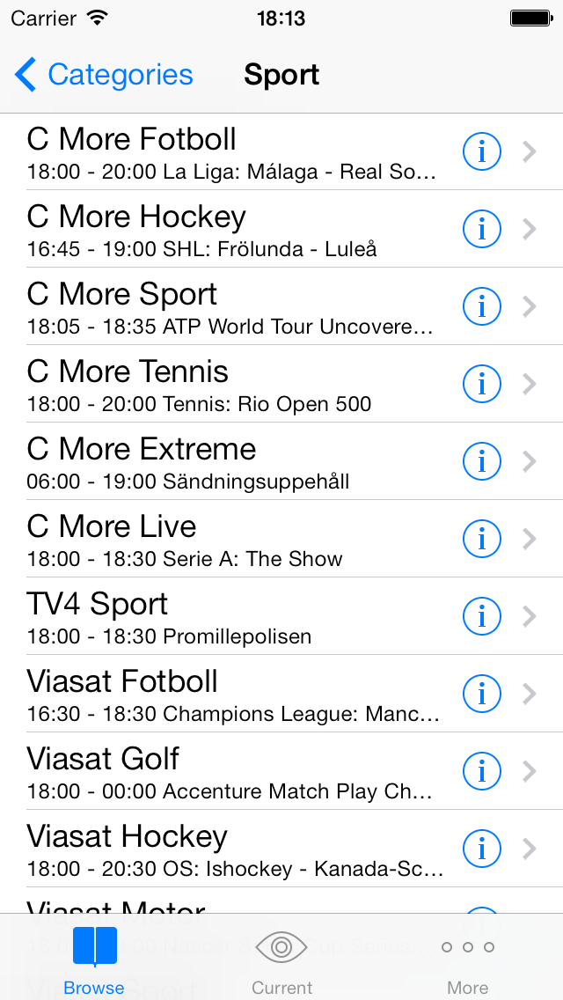 Carrier 18:13
Categories Sport
C More Fotboll
18:00 - 20:00 La Liga: Málaga - Real So...
C More Hockey
16:45 - 19:00 SHL: Frölunda - Luleå
C More Sport
18:05 - 18:35 ATP World Tour Uncovere...
C More Tennis
18:00 - 20:00 Tennis: Rio Open 500
C More Extreme
06:00 - 19:00 Sändningsuppehåll
C More Live
18:00 - 18:30 Serie A: The Show
TV4 Sport
18:00 - 18:30 Promillepolisen
Viasat Fotboll
16:30 - 18:30 Champions League: Manc...
Viasat Golf
18:00 - 00:00 Accenture Match Play Ch...
Viasat Hockey
18:00 - 20:30 OS: Ishockey - Kanada-Sc...
Viasat Motor
Browse Current More